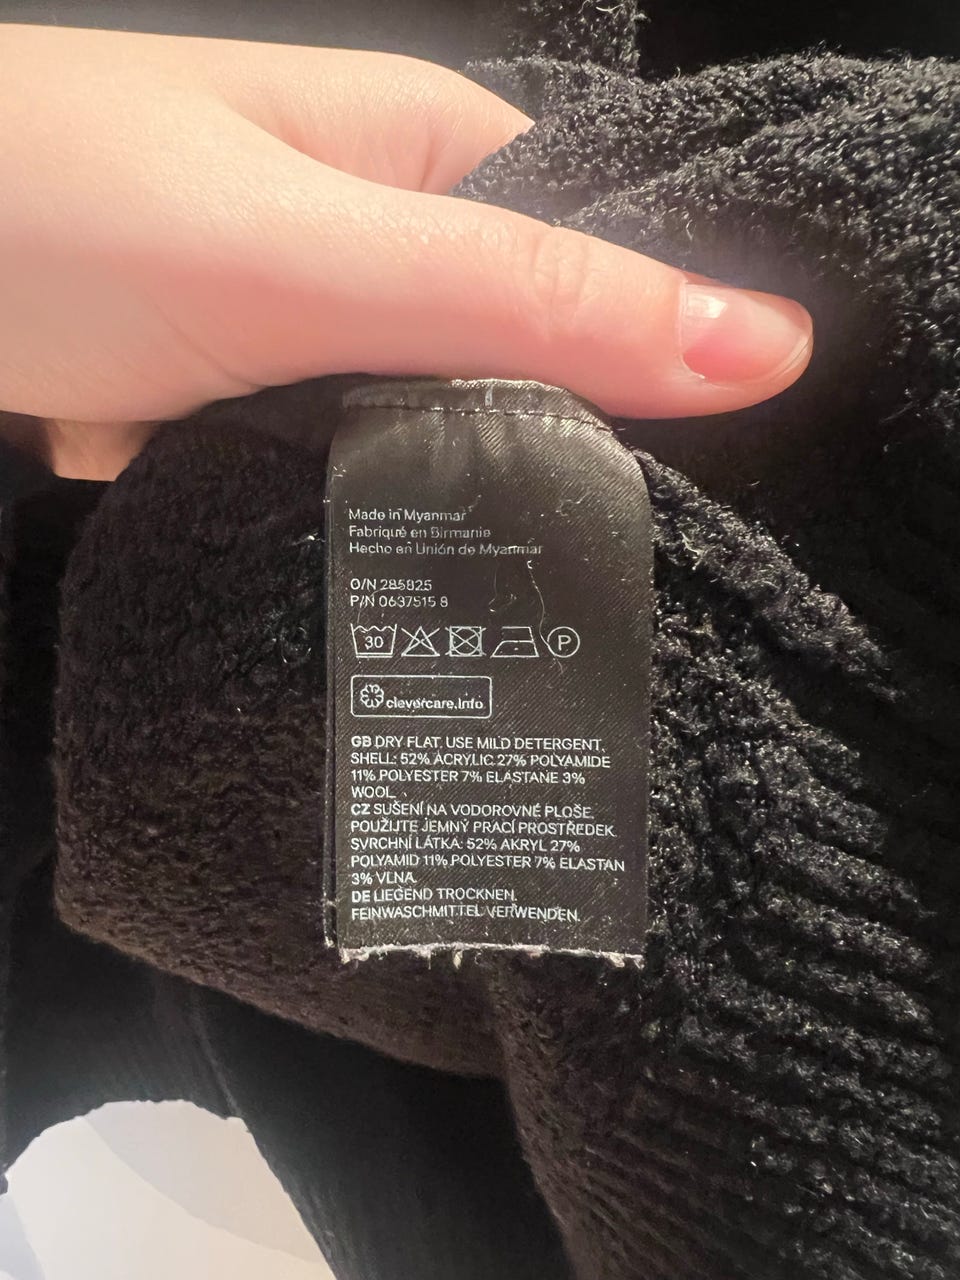 Made in Myanmar
Fabriqué en Birmanie
Hecho en Unión de Myanmar
O/N 285825
P/N 0637515 8
30 P
clevercare.info
GB DRY FLAT. USE MILD DETERGENT.
SHELL: 52% ACRYLIC 27% POLYAMIDE
11% POLYESTER 7% ELASTANE 3%
WOOL
CZ SUŠENÍ NA VODOROVNÉ PLOŠE.
POUŽIJTE JEMNÝ PRACÍ PROSTŘEDEK.
SVRCHNÍ LÁTKA: 52% AKRYL 27%
POLYAMID 11% POLYESTER 7% ELASTAN
3% VLNA
DE LIEGEND TROCKNEN.
FEINWASCHMITTEL VERWENDEN.